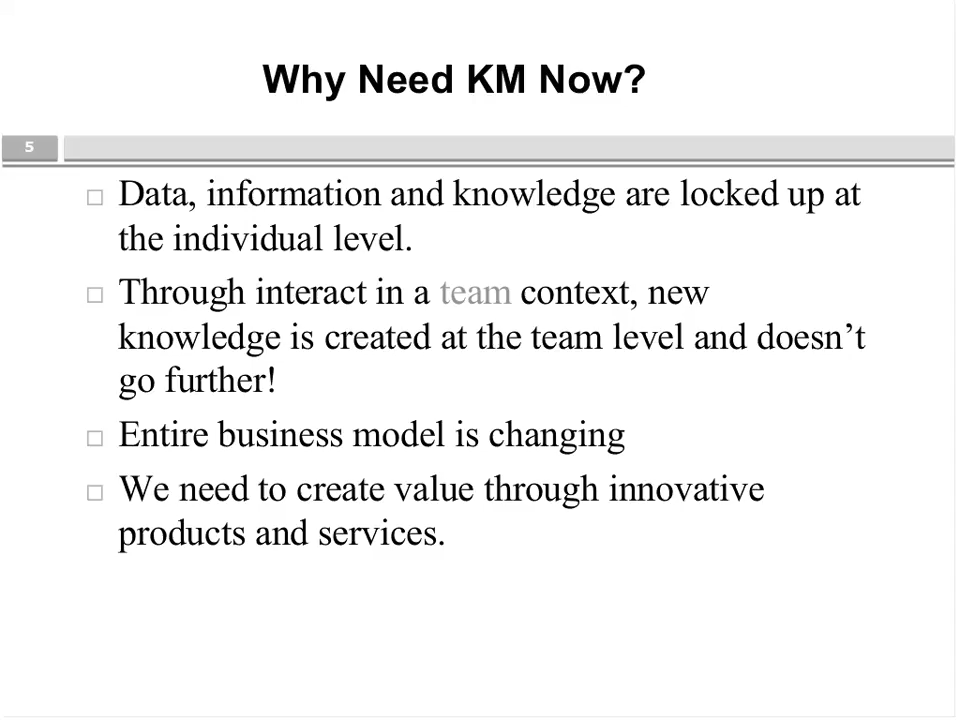 Why Need KM Now?
5
Data, information and knowledge are locked up at
the individual level.
Through interact in a team context, new
knowledge is created at the team level and doesn’t
go further!
Entire business model is changing
We need to create value through innovative
products and services.